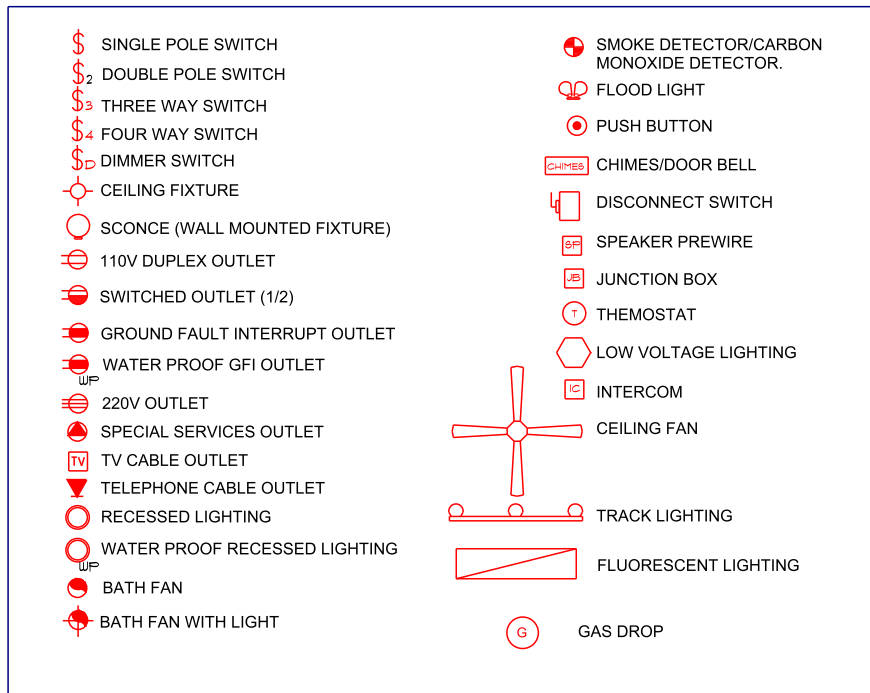 $ SINGLE POLE SWITCH
$2 DOUBLE POLE SWITCH
$3 THREE WAY SWITCH
$4 FOUR WAY SWITCH
$D DIMMER SWITCH
CEILING FIXTURE
SCONCE (WALL MOUNTED FIXTURE)
110V DUPLEX OUTLET
SWITCHED OUTLET (1/2)
GROUND FAULT INTERRUPT OUTLET
WATER PROOF GFI OUTLET
WP
220V OUTLET
SPECIAL SERVICES OUTLET
TV TV CABLE OUTLET
TELEPHONE CABLE OUTLET
RECESSED LIGHTING
WATER PROOF RECESSED LIGHTING
WP
BATH FAN
BATH FAN WITH LIGHT
SMOKE DETECTOR/CARBON
MONOXIDE DETECTOR.
FLOOD LIGHT
PUSH BUTTON
CHIMES CHIMES/DOOR BELL
DISCONNECT SWITCH
SP SPEAKER PREWIRE
JB JUNCTION BOX
T THEMOSTAT
LOW VOLTAGE LIGHTING
IC INTERCOM
CEILING FAN
TRACK LIGHTING
FLUORESCENT LIGHTING
G GAS DROP